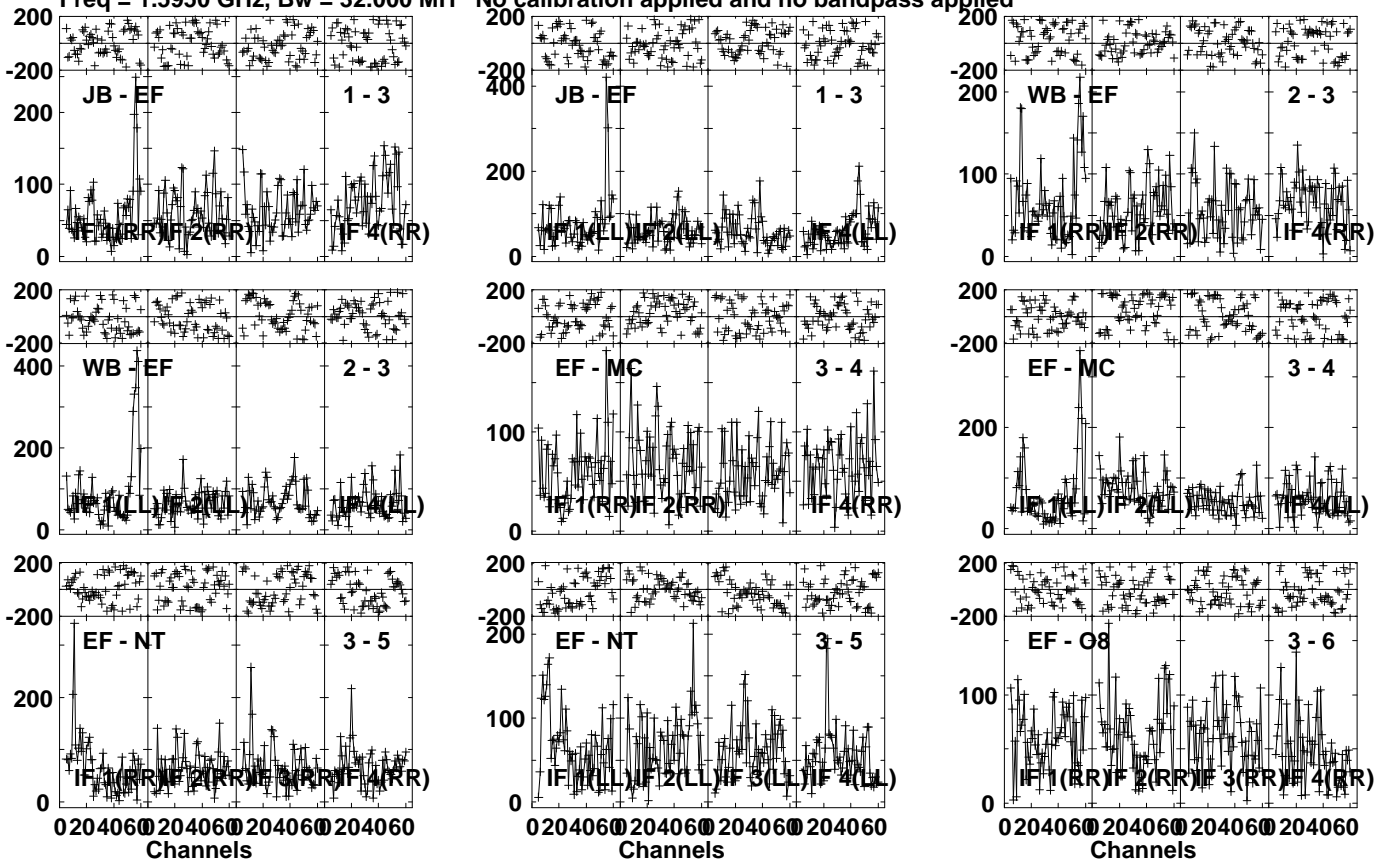 Freq = 1.5950 GHz, Bw = 32.000 MH No calibration applied and no bandpass applied
200
-200
JB - EF 1 - 3
200
100
0
IF 1(RR) IF 2(RR) IF 4(RR)
JB - EF 1 - 3
400
200
0
IF 1(LL) IF 2(LL) IF 4(LL)
WB - EF 2 - 3
200
100
0
IF 1(RR) IF 2(RR) IF 4(RR)
200
-200
WB - EF 2 - 3
400
200
0
IF 1(LL) IF 2(LL) IF 4(LL)
200
-200
EF - MC 3 - 4
100
0
IF 1(RR) IF 2(RR) IF 4(RR)
200
-200
EF - MC 3 - 4
200
0
IF 1(LL) IF 2(LL) IF 4(LL)
200
-200
EF - NT 3 - 5
200
0
IF 1(RR) IF 2(RR) IF 3(RR) IF 4(RR)
0 20 40 60 0 20 40 60 0 20 40 60 0 20 40 60
Channels
200
-200
EF - NT 3 - 5
200
100
0
IF 1(LL) IF 2(LL) IF 3(LL) IF 4(LL)
0 20 40 60 0 20 40 60 0 20 40 60 0 20 40 60
Channels
200
-200
EF - O8 3 - 6
100
0
IF 1(RR) IF 2(RR) IF 3(RR) IF 4(RR)
0 20 40 60 0 20 40 60 0 20 40 60 0 20 40 60
Channels